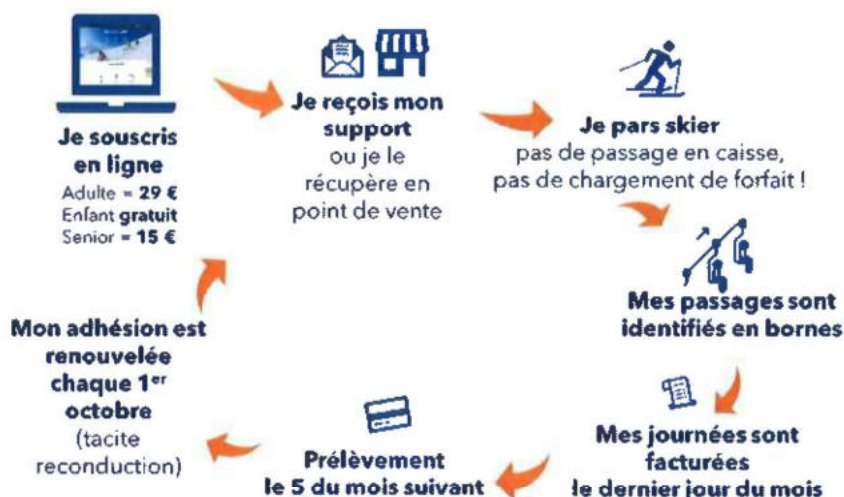 Je souscris
en ligne
Adulte = 29 €
Enfant gratuit
Senior = 15 €
Je reçois mon
support
ou je le
récupère en
point de vente
Je pars skier
pas de passage en caisse,
pas de chargement de forfait !
Mes passages sont
identifiés en bornes
Mes journées sont
facturées
le dernier jour du mois
Prélèvement
le 5 du mois suivant
Mon adhésion est
renouvelée
chaque 1er
octobre
(tacite
reconduction)